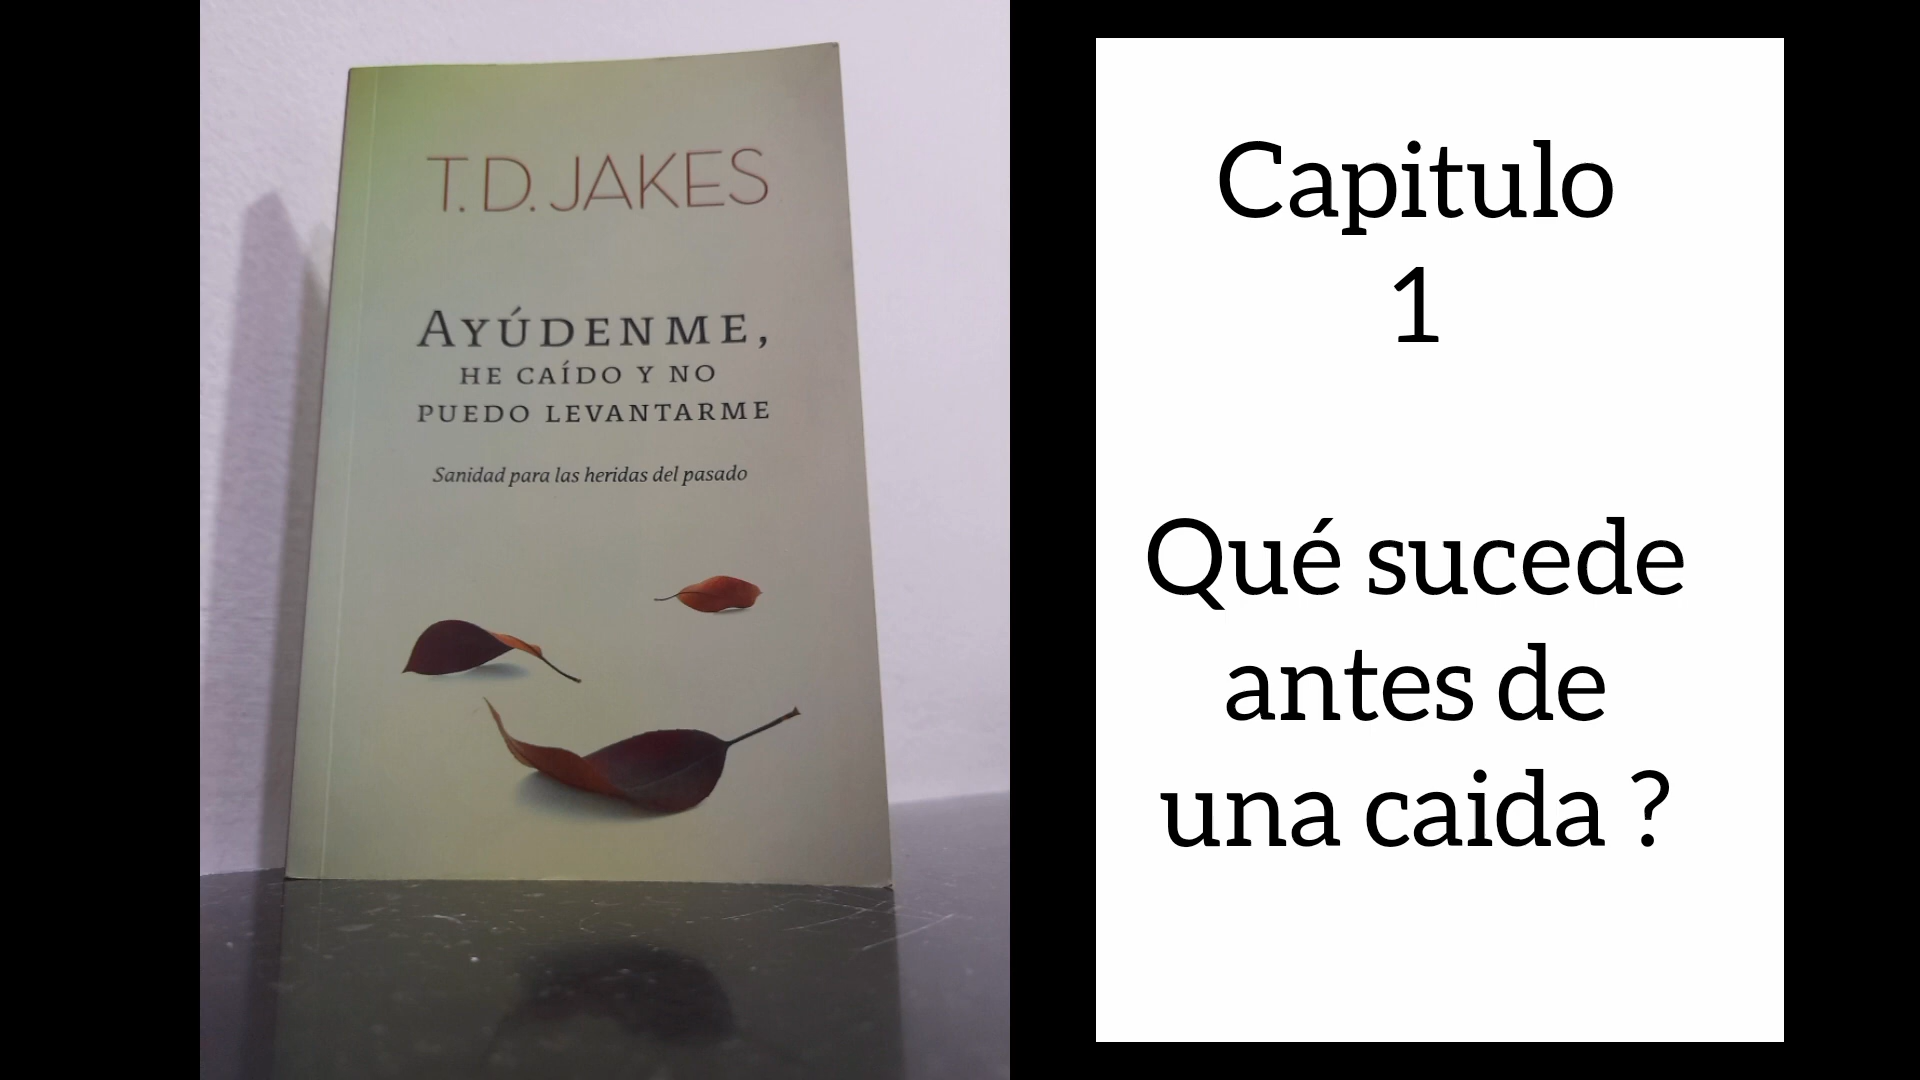 T.D. JAKES
AYÚDENME,
HE CAÍDO Y NO
PUEDO LEVANTARME
Sanidad para las heridas del pasado
Capitulo
1
Qué sucede
antes de
una caida ?